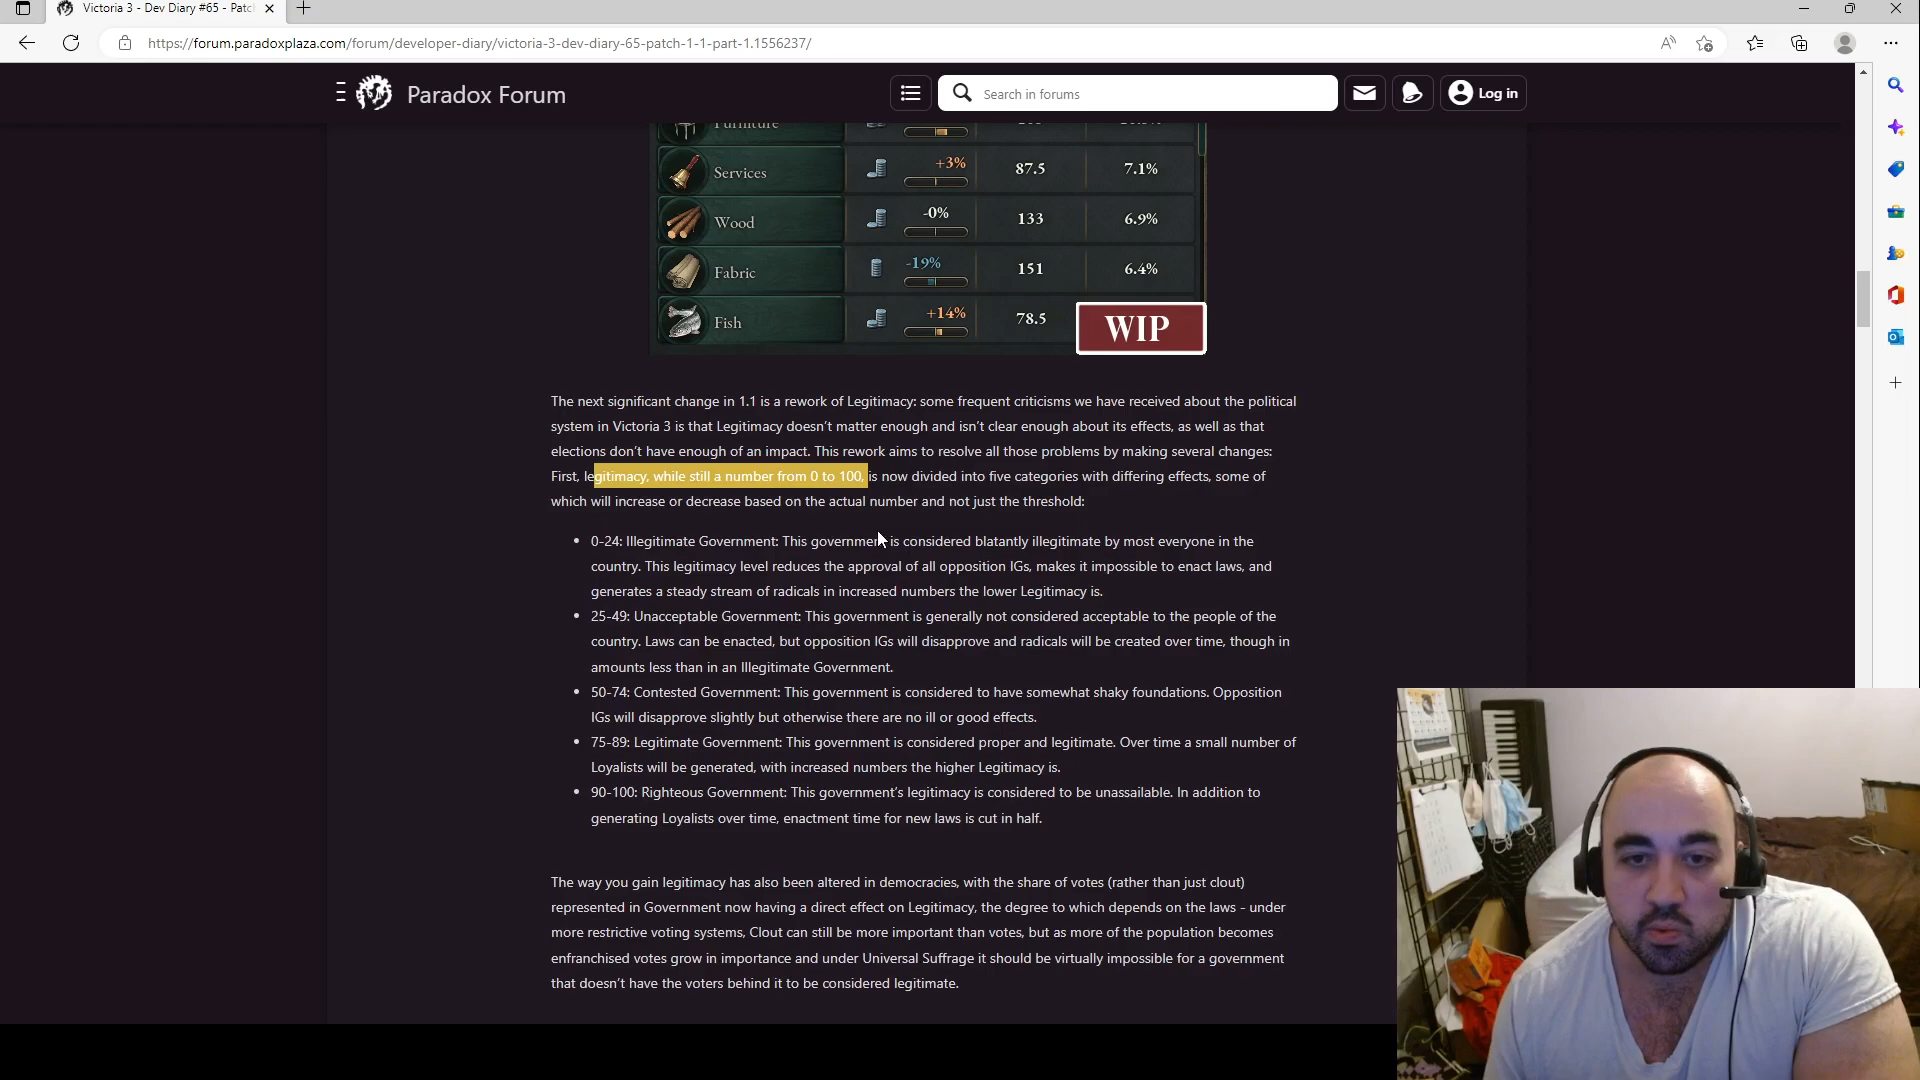 Victoria 3 - Dev Diary #65 - Patc
https://forum.paradoxplaza.com/forum/developer-diary/victoria-3-dev-diary-65-patch-1-1-part-1.1556237/
Paradox Forum
Search in forums
Log in
Furniture
Services +3% 87.5 7.1%
Wood -0% 133 6.9%
Fabric -19% 151 6.4%
Fish +14% 78.5
WIP
The next significant change in 1.1 is a rework of Legitimacy: some frequent criticisms we have received about the political
system in Victoria 3 is that Legitimacy doesn't matter enough and isn't clear enough about its effects, as well as that
elections don't have enough of an impact. This rework aims to resolve all those problems by making several changes:
First, legitimacy, while still a number from 0 to 100, is now divided into five categories with differing effects, some of
which will increase or decrease based on the actual number and not just the threshold:
• 0-24: Illegitimate Government: This government is considered blatantly illegitimate by most everyone in the
country. This legitimacy level reduces the approval of all opposition IGs, makes it impossible to enact laws, and
generates a steady stream of radicals in increased numbers the lower Legitimacy is.
• 25-49: Unacceptable Government: This government is generally not considered acceptable to the people of the
country. Laws can be enacted, but opposition IGs will disapprove and radicals will be created over time, though in
amounts less than in an Illegitimate Government.
• 50-74: Contested Government: This government is considered to have somewhat shaky foundations. Opposition
IGs will disapprove slightly but otherwise there are no ill or good effects.
• 75-89: Legitimate Government: This government is considered proper and legitimate. Over time a small number of
Loyalists will be generated, with increased numbers the higher Legitimacy is.
• 90-100: Righteous Government: This government's legitimacy is considered to be unassailable. In addition to
generating Loyalists over time, enactment time for new laws is cut in half.
The way you gain legitimacy has also been altered in democracies, with the share of votes (rather than just clout)
represented in Government now having a direct effect on Legitimacy, the degree to which depends on the laws - under
more restrictive voting systems, Clout can still be more important than votes, but as more of the population becomes
enfranchised votes grow in importance and under Universal Suffrage it should be virtually impossible for a government
that doesn't have the voters behind it to be considered legitimate.